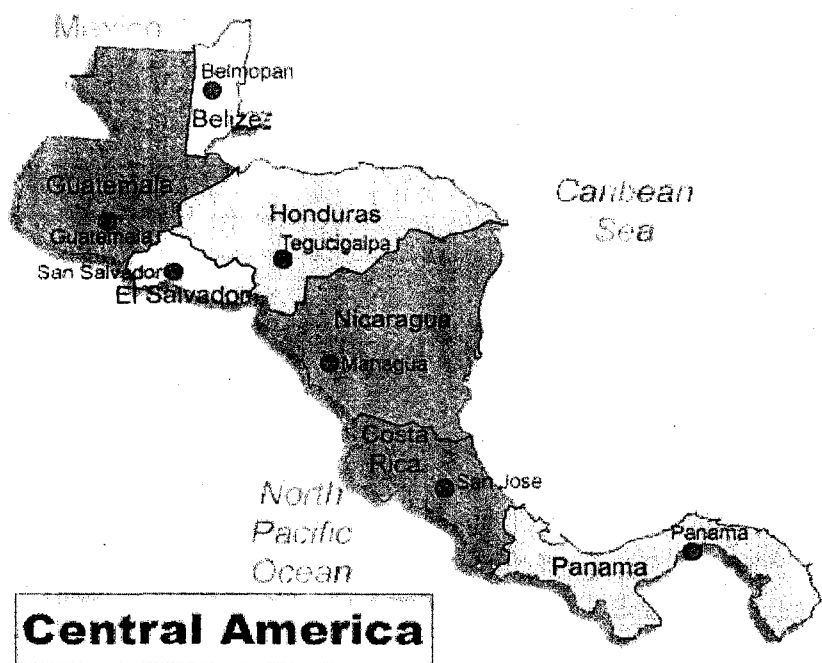 Mexico
Belmopan
Belize
Guatemala
Guatemala
Honduras
Tegucigalpa
Caribbean
Sea
San Salvador
El Salvador
Nicaragua
Managua
Costa
Rica
San Jose
North
Pacific
Ocean
Panama
Panama
Central America